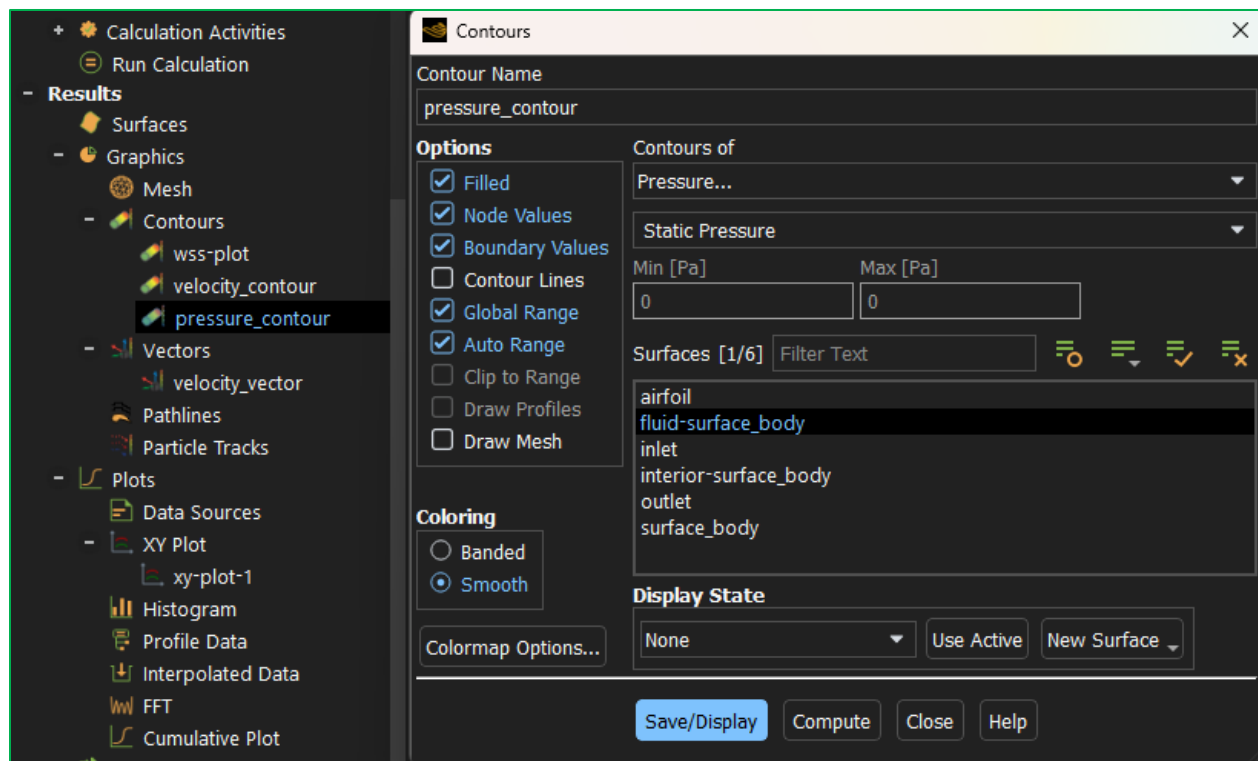 Calculation Activities
Run Calculation
Results
Surfaces
Graphics
Mesh
Contours
wss-plot
velocity_contour
pressure_contour
Vectors
velocity_vector
Pathlines
Particle Tracks
Plots
Data Sources
XY Plot
xy-plot-1
Histogram
Profile Data
Interpolated Data
FFT
Cumulative Plot
Contours
Contour Name
pressure_contour
Options
Filled
Node Values
Boundary Values
Contour Lines
Global Range
Auto Range
Clip to Range
Draw Profiles
Draw Mesh
Coloring
Banded
Smooth
Colormap Options...
Contours of
Pressure...
Static Pressure
Min [Pa] Max [Pa]
0 0
Surfaces [1/6] Filter Text
airfoil
fluid-surface_body
inlet
interior-surface_body
outlet
surface_body
Display State
None Use Active New Surface
Save/Display Compute Close Help